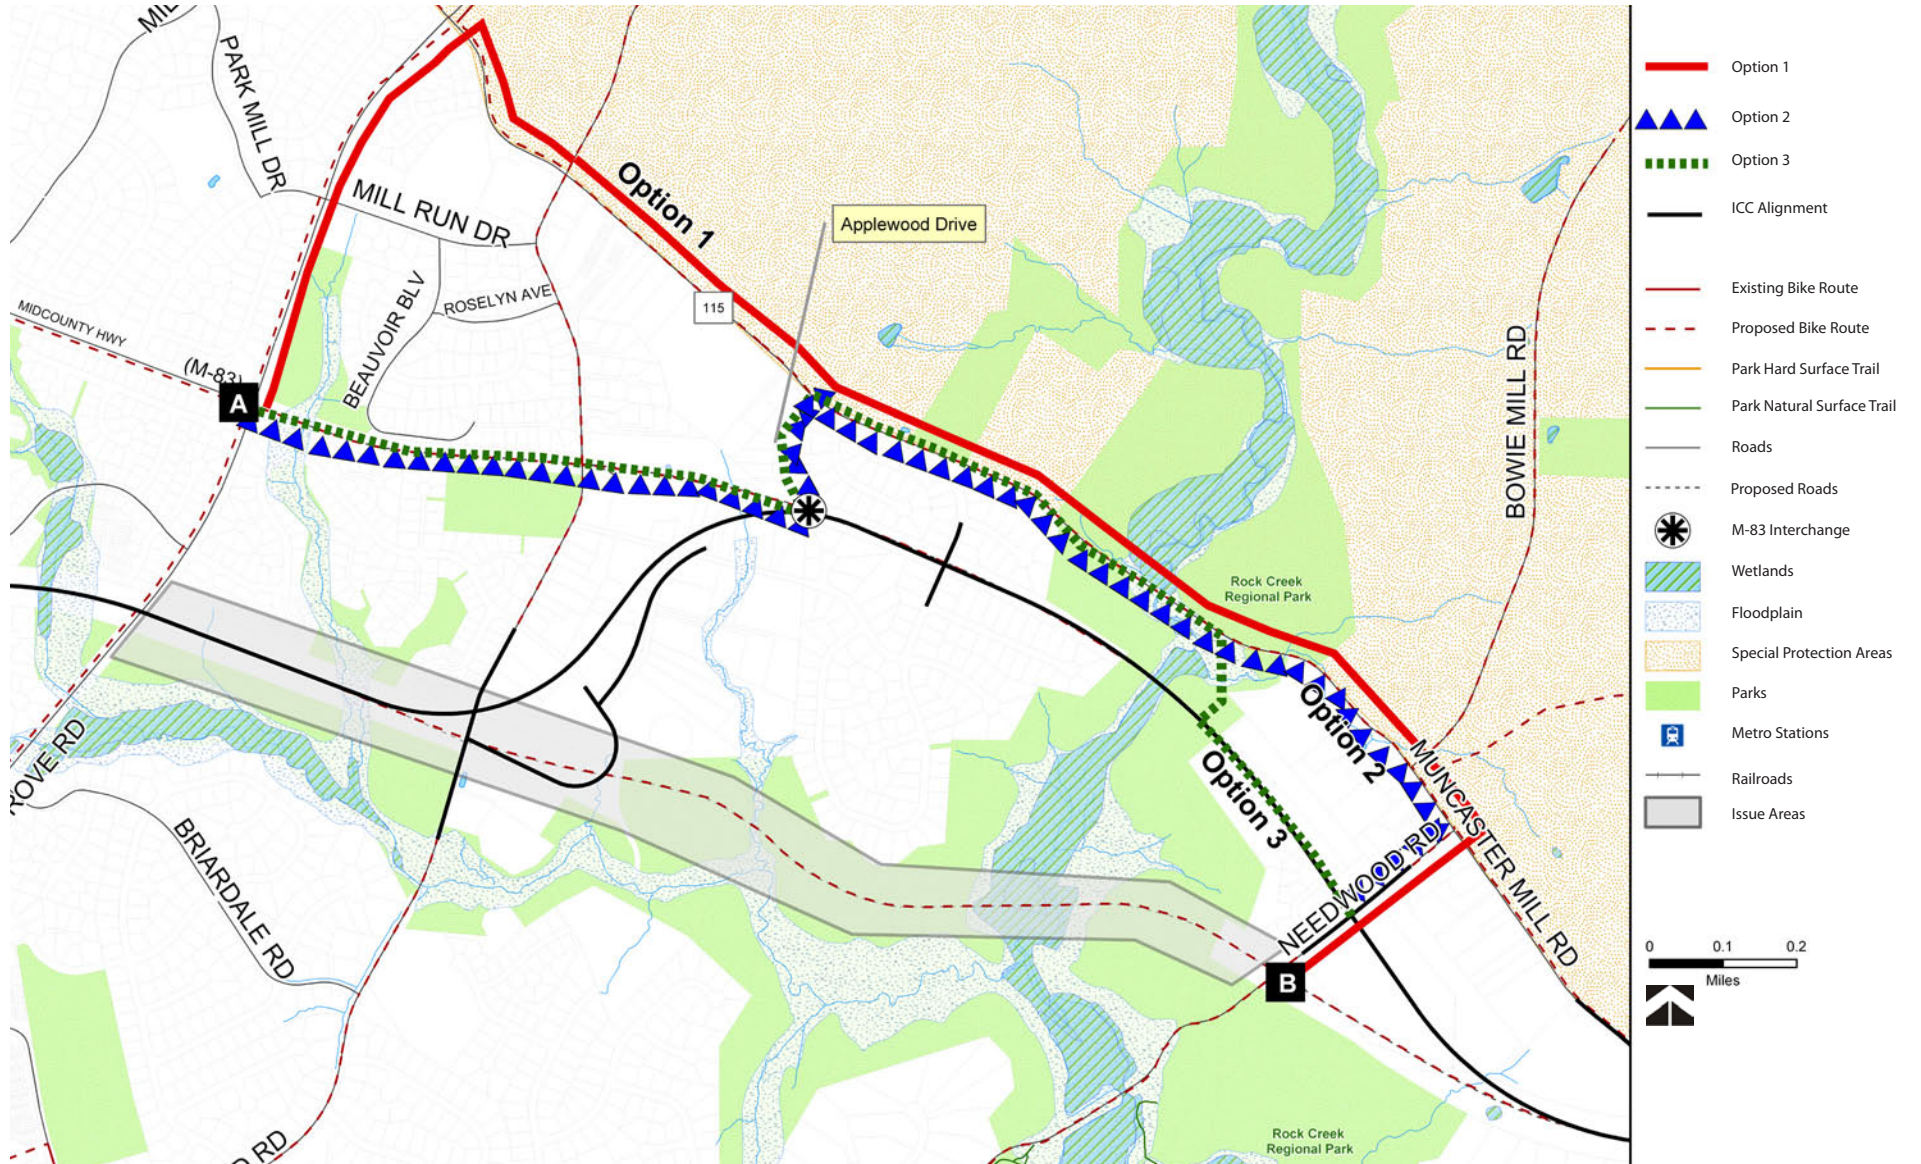 PARK MILL DR
MILL RUN DR
Option 1
Applewood Drive
BEAUVOIR BLV
ROSELYN AVE
115
MIDCOUNTY HWY
(M-83)
A
BOWIE MILL RD
Rock Creek
Regional Park
Option 2
MUNCASTER MILL RD
Option 3
NEEDWOOD RD
B
ROVE RD
BRIARDALE RD
RD
Rock Creek
Regional Park
Option 1
Option 2
Option 3
ICC Alignment
Existing Bike Route
Proposed Bike Route
Park Hard Surface Trail
Park Natural Surface Trail
Roads
Proposed Roads
M-83 Interchange
Wetlands
Floodplain
Special Protection Areas
Parks
Metro Stations
Railroads
Issue Areas
0 0.1 0.2
Miles